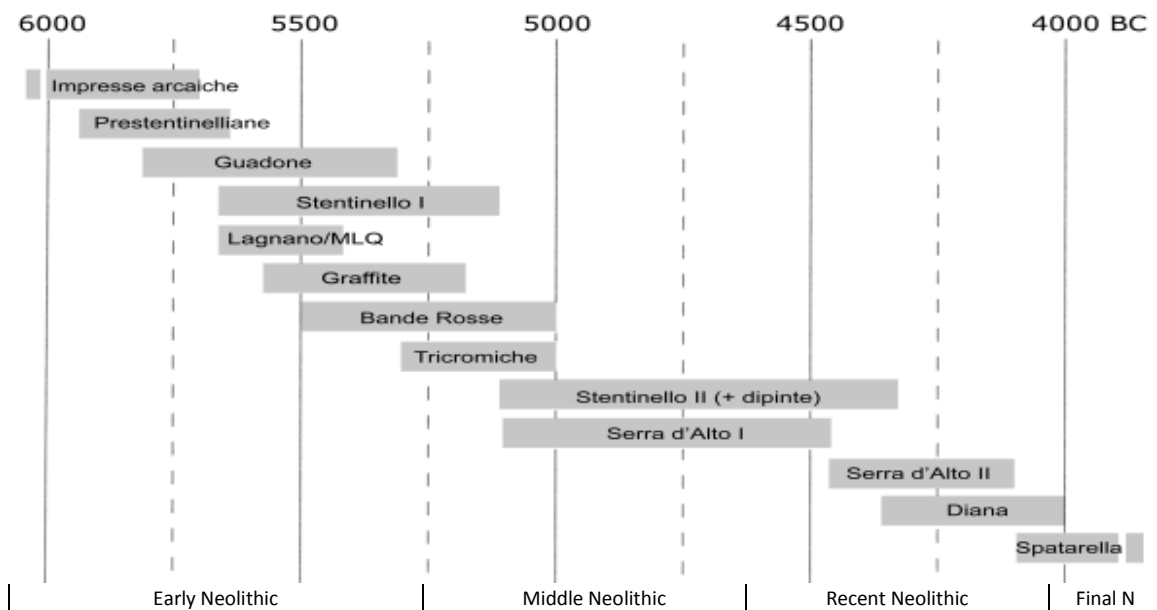 6000 5500 5000 4500 4000 BC
Impresse arcaiche
Prestentinelliane
Guadone
Stentinello I
Lagnano/MLQ
Graffite
Bande Rosse
Tricromiche
Stentinello II (+ dipinte)
Serra d'Alto I
Serra d'Alto II
Diana
Spatarella
Early Neolithic Middle Neolithic Recent Neolithic Final N